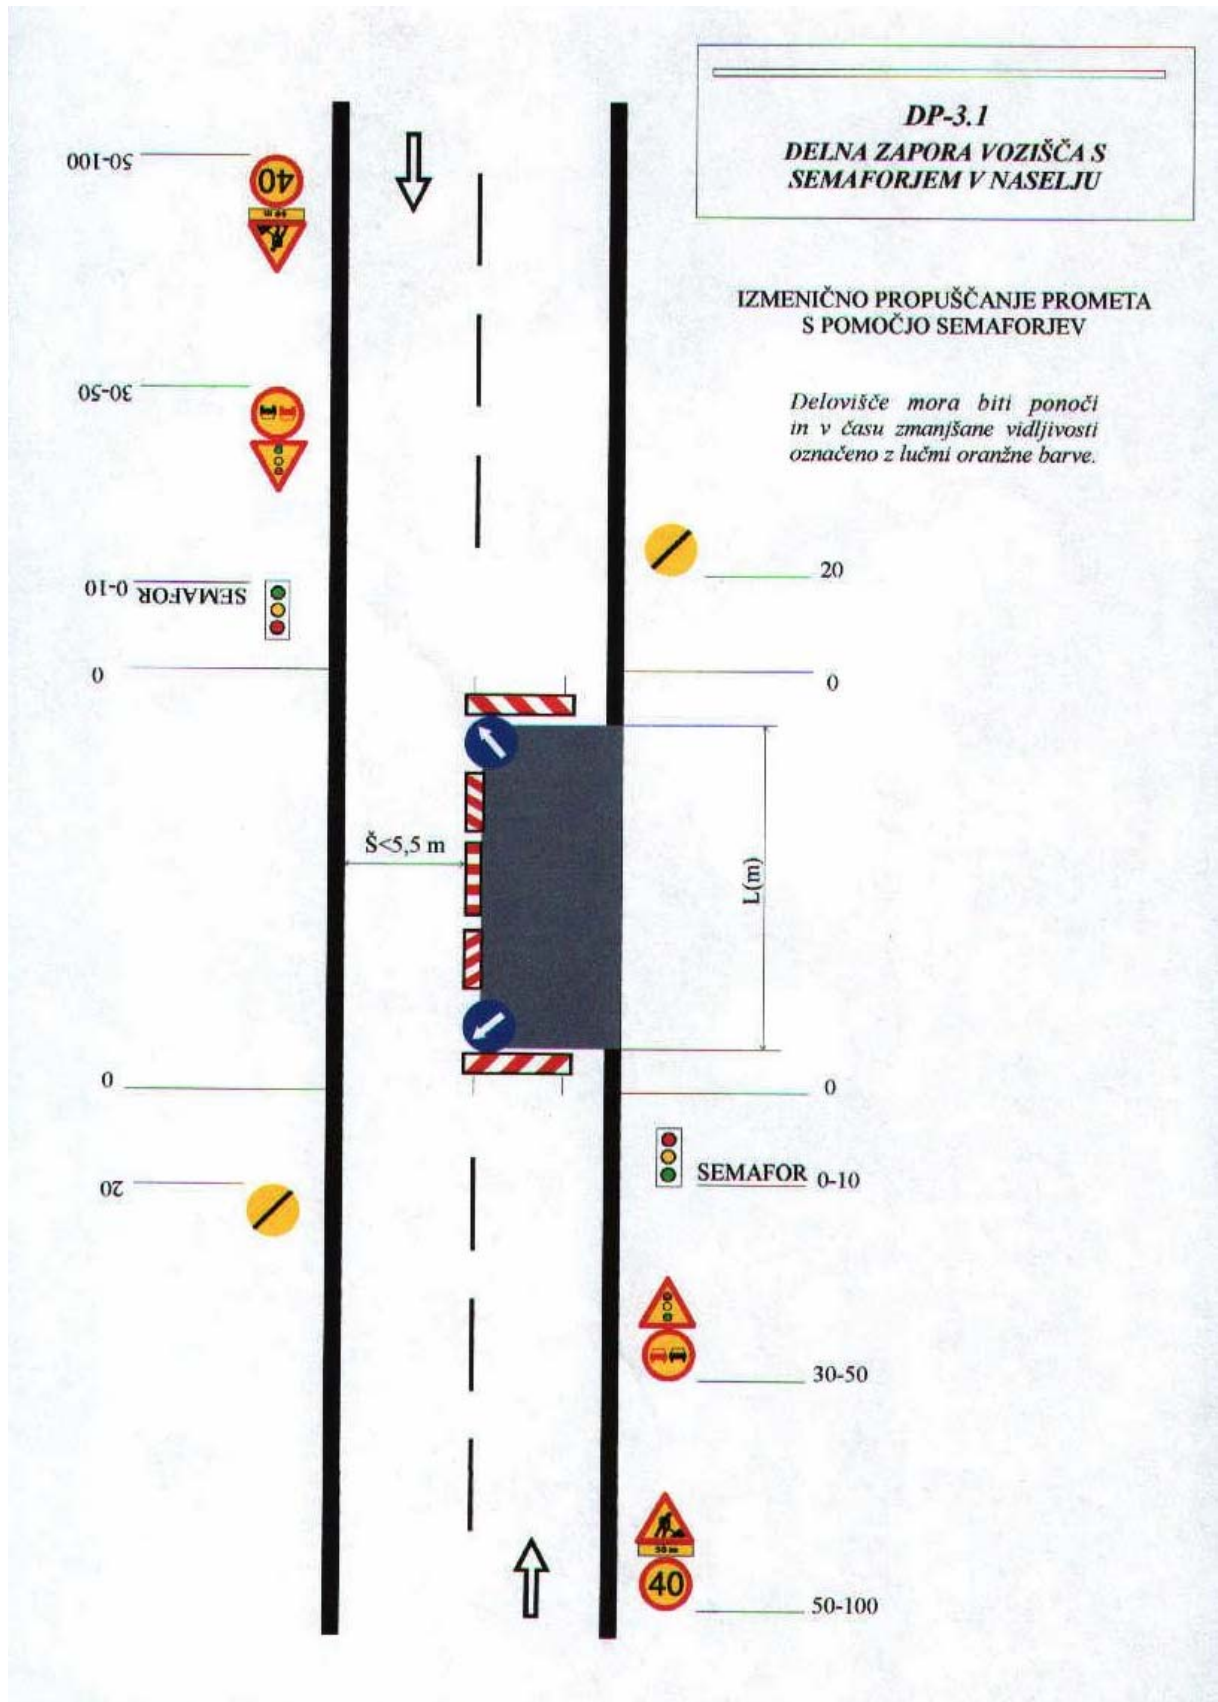 DP-3.1
DELNA ZAPORA VOZIŠČA S
SEMAFORJEM V NASELJU
50-100
40
50 m
IZMENIČNO PROPUŠČANJE PROMETA
S POMOČJO SEMAFORJEV
30-50
Delovišče mora biti ponoči
in v času zmanjšane vidljivosti
označeno z lučmi oranžne barve.
20
SEMAFOR 0-10
0
0
Š<5,5 m
L(m)
0
0
SEMAFOR 0-10
20
30-50
50 m
40
50-100